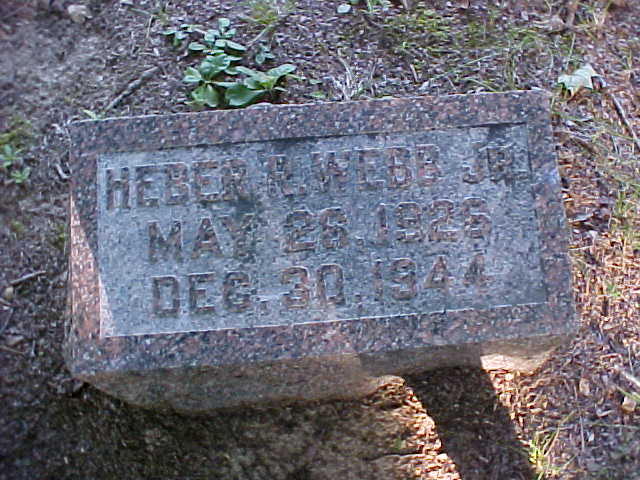 HEBER R. WEBB JR.
MAY 26, 1926
DEC. 30, 1944